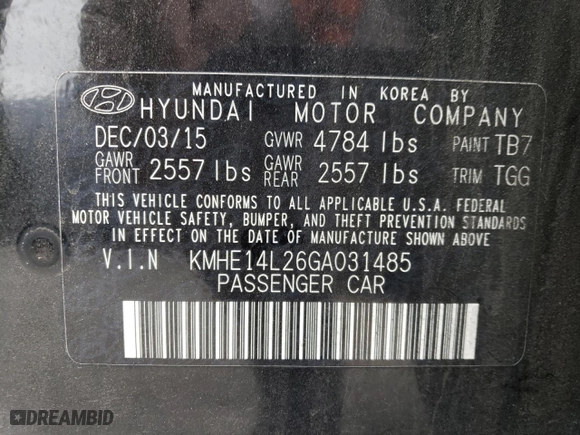 MANUFACTURED IN KOREA BY
HYUNDAI MOTOR COMPANY
DEC/03/15 GVWR 4784 lbs PAINT TB7
GAWR FRONT 2557 lbs GAWR REAR 2557 lbs TRIM TGG
THIS VEHICLE CONFORMS TO ALL APPLICABLE U.S.A. FEDERAL
MOTOR VEHICLE SAFETY, BUMPER, AND THEFT PREVENTION STANDARDS
IN EFFECT ON THE DATE OF MANUFACTURE SHOWN ABOVE
V.I.N KMHE14L26GA031485
PASSENGER CAR
DREAMBID